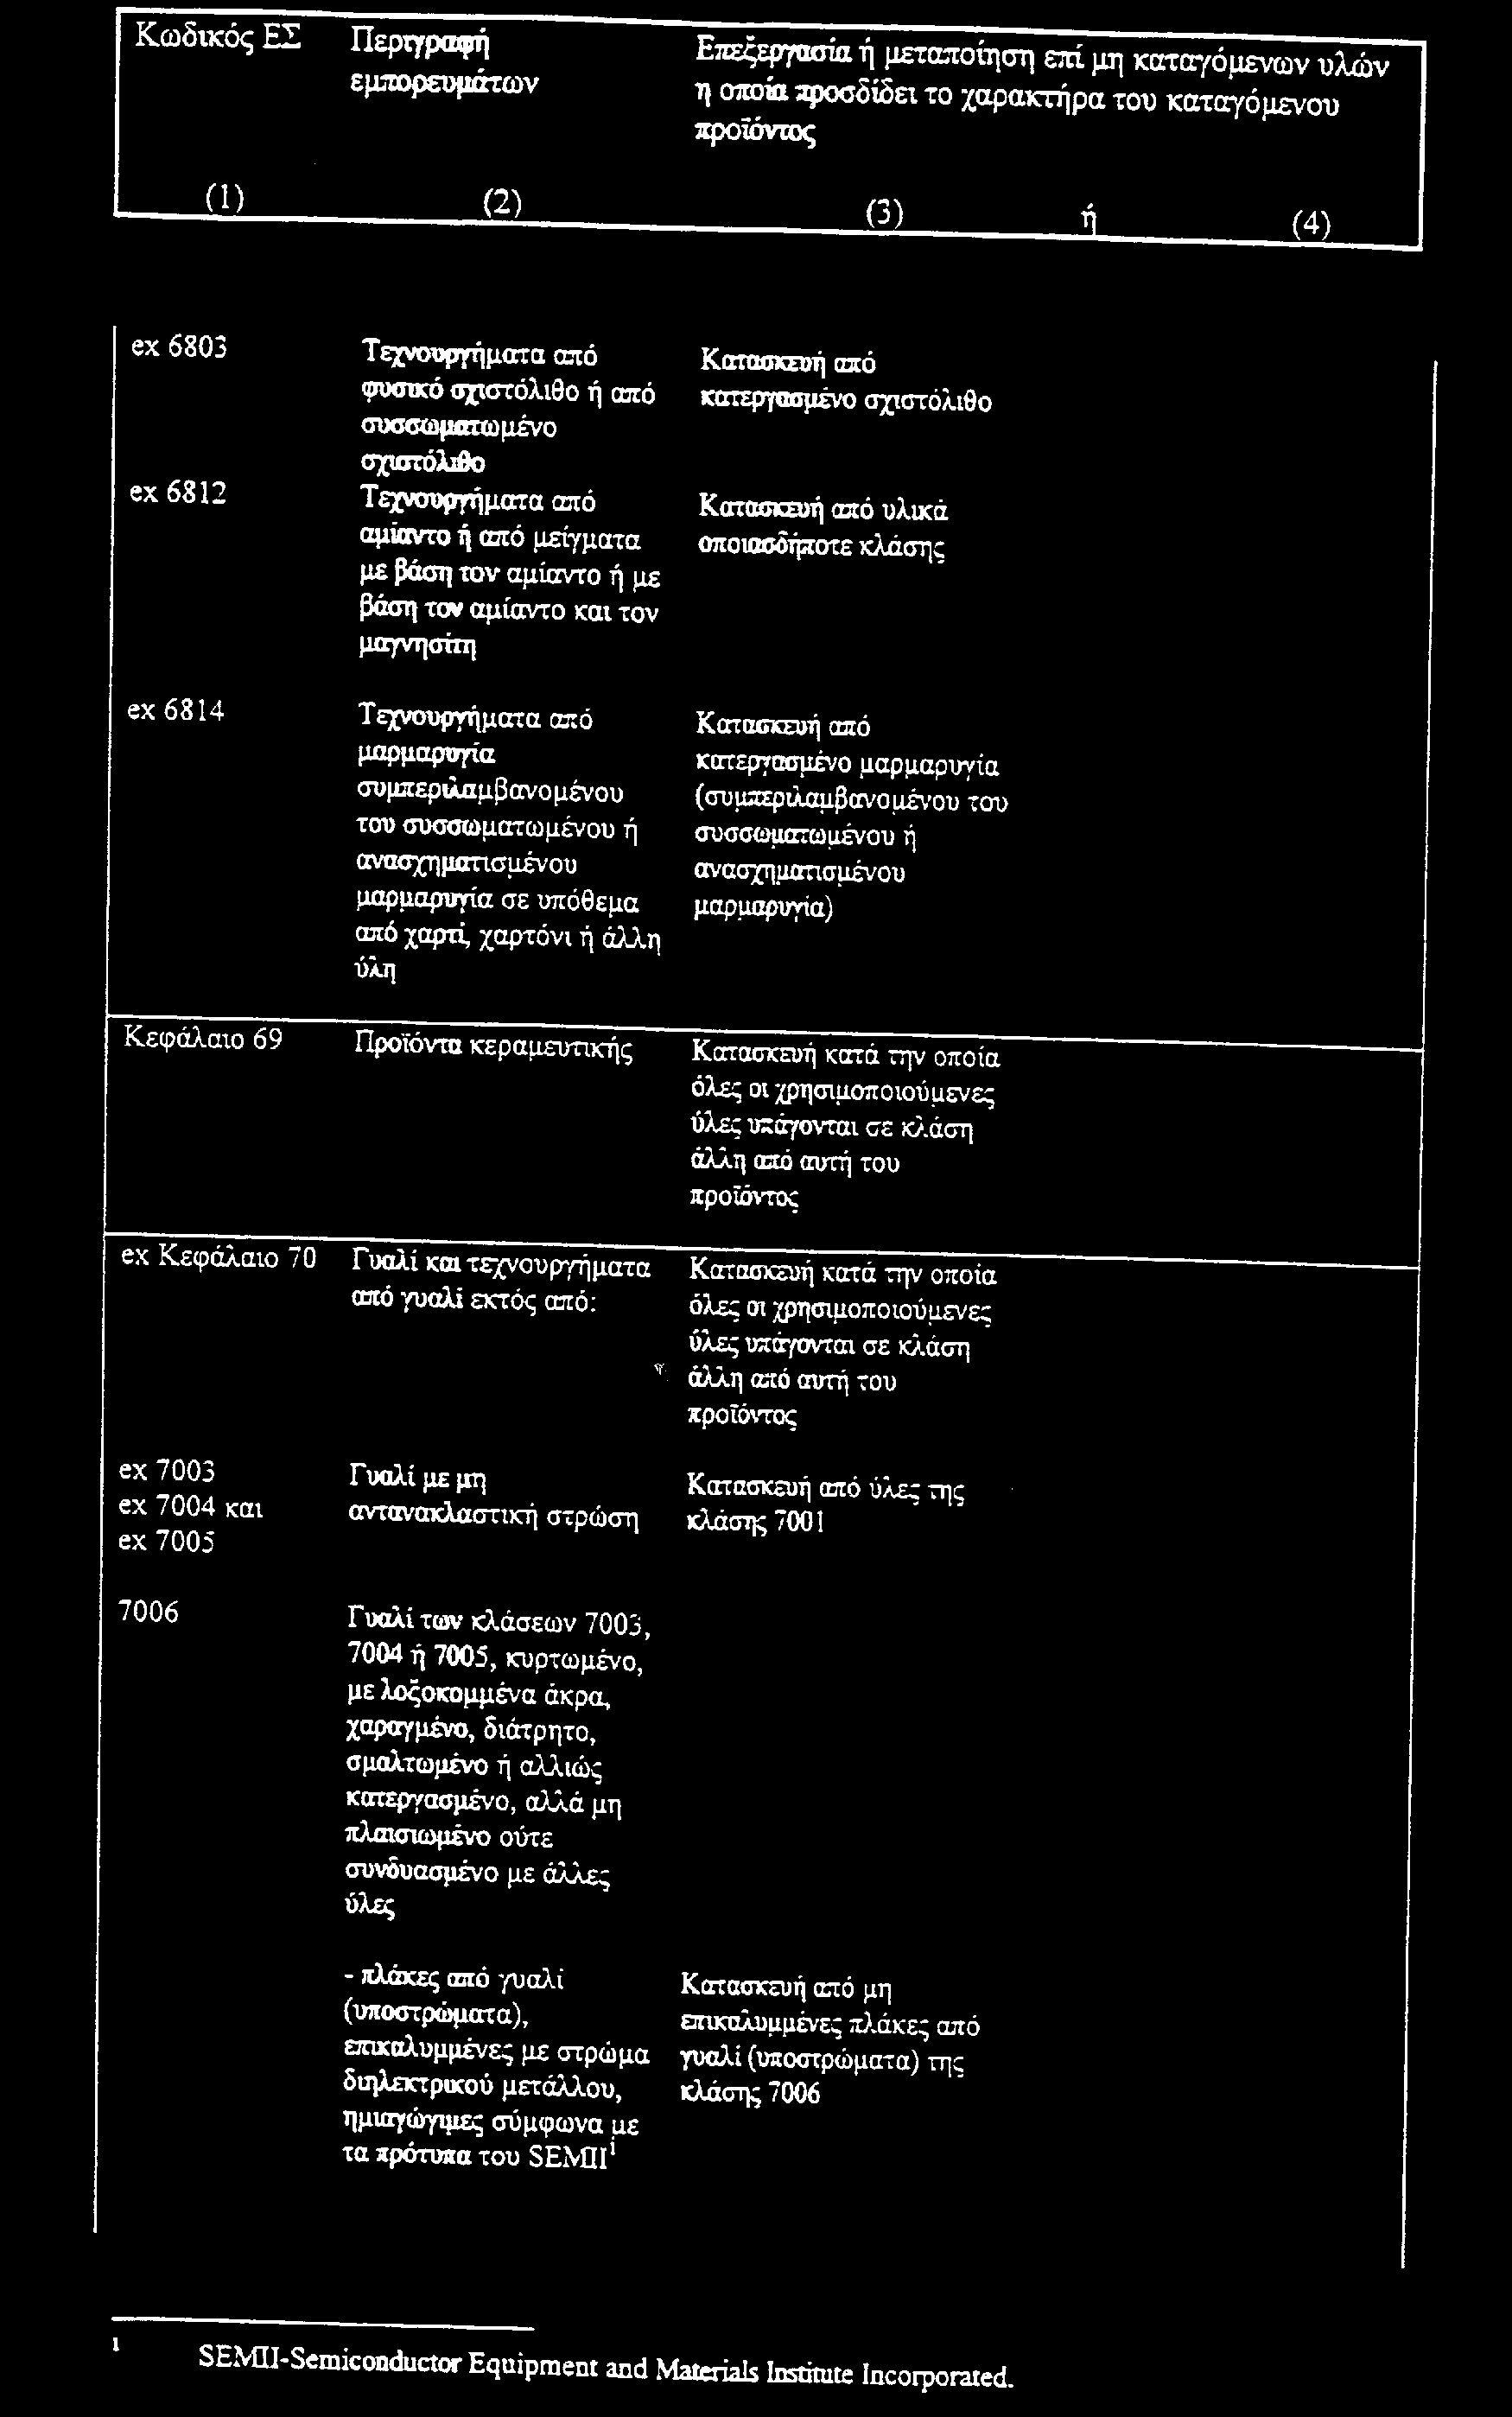 Κωδικός ΕΣ
Περιγραφή
εμπορευμάτων
Επεξεργασία ή μεταποίηση επί μη καταγόμενων υλών
η οποία προσδίδει το χαρακτήρα του καταγόμενου
προϊόντος
(1)
(2)
(3)
ή
(4)
ex 6803
Τεχνουργήματα από
φυσικό σχιστόλιθο ή από
συσσωματωμένο
σχιστόλιθο
Κατασκευή από
κατεργασμένο σχιστόλιθο
ex 6812
Τεχνουργήματα από
αμίαντο ή από μείγματα
με βάση τον αμίαντο ή με
βάση τον αμίαντο και τον
μαγνησίτη
Κατασκευή από υλικά
οποιασδήποτε κλάσης
ex 6814
Τεχνουργήματα από
μαρμαρυγία
συμπεριλαμβανομένου
του συσσωματωμένου ή
ανασχηματισμένου
μαρμαρυγία σε υπόθεμα
από χαρτί, χαρτόνι ή άλλη
ύλη
Κατασκευή από
κατεργασμένο μαρμαρυγία
(συμπεριλαμβανομένου του
συσσωματωμένου ή
ανασχηματισμένου
μαρμαρυγία)
Κεφάλαιο 69
Προϊόντα κεραμευτικής
Κατασκευή κατά την οποία
όλες οι χρησιμοποιούμενες
ύλες υπάγονται σε κλάση
άλλη από αυτή του
προϊόντος
ex Κεφάλαιο 70
Γυαλί και τεχνουργήματα
από γυαλί εκτός από:
Κατασκευή κατά την οποία
όλες οι χρησιμοποιούμενες
ύλες υπάγονται σε κλάση
άλλη από αυτή του
προϊόντος
ex 7003
ex 7004 και
ex 7005
Γυαλί με μη
αντανακλαστική στρώση
Κατασκευή από ύλες της
κλάσης 7001
7006
Γυαλί των κλάσεων 7003,
7004 ή 7005, κυρτωμένο,
με λοξοκομμένα άκρα,
χαραγμένο, διάτρητο,
σμαλτωμένο ή αλλιώς
κατεργασμένο, αλλά μη
πλαισιωμένο ούτε
συνδυασμένο με άλλες
ύλες
- πλάκες από γυαλί
(υποστρώματα),
επικαλυμμένες με στρώμα
διηλεκτρικού μετάλλου,
ημιαγώγιμες σύμφωνα με
τα πρότυπα του SEMII¹
Κατασκευή από μη
επικαλυμμένες πλάκες από
γυαλί (υποστρώματα) της
κλάσης 7006
1 SEMII-Semiconductor Equipment and Materials Institute Incorporated.